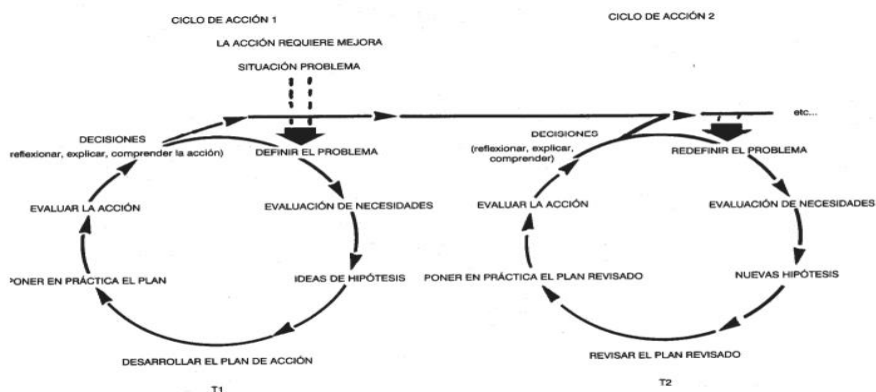 CICLO DE ACCIÓN 1
LA ACCIÓN REQUIERE MEJORA
SITUACIÓN PROBLEMA
DECISIONES
reflexionar, explicar, comprender la acción)
DEFINIR EL PROBLEMA
EVALUAR LA ACCIÓN
EVALUACIÓN DE NECESIDADES
PONER EN PRÁCTICA EL PLAN
IDEAS DE HIPÓTESIS
DESARROLLAR EL PLAN DE ACCIÓN
T1
CICLO DE ACCIÓN 2
etc...
DECISIONES
(reflexionar, explicar,
comprender)
REDEFINIR EL PROBLEMA
EVALUAR LA ACCIÓN
EVALUACIÓN DE NECESIDADES
PONER EN PRÁCTICA EL PLAN REVISADO
NUEVAS HIPÓTESIS
REVISAR EL PLAN REVISADO
T2